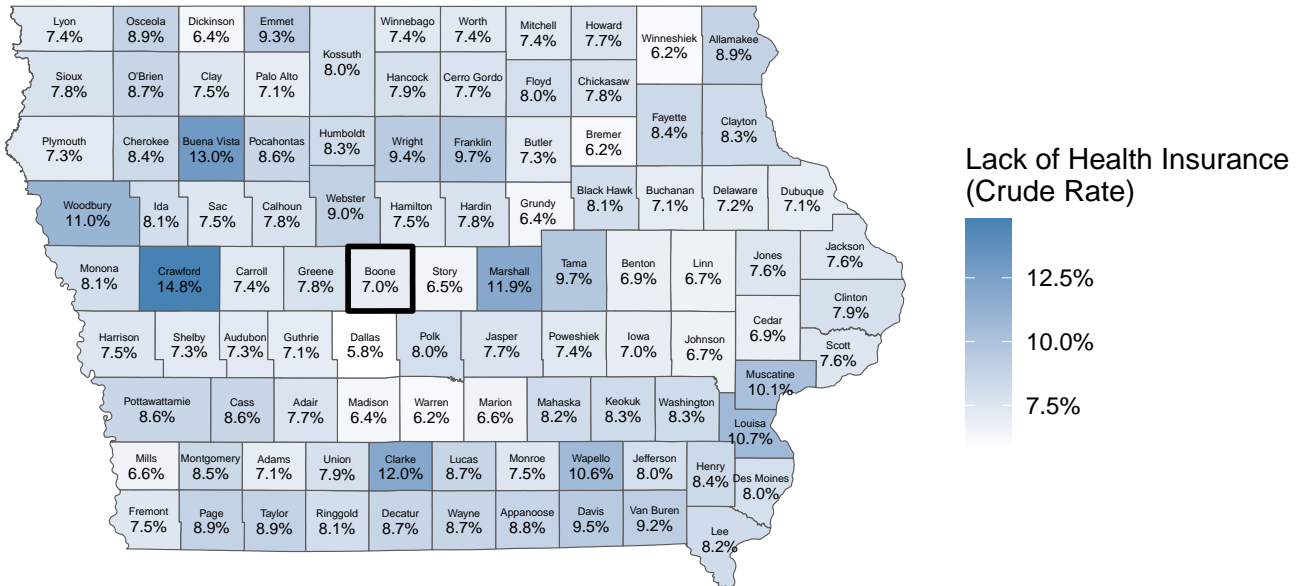 Lyon
7.4%
Osceola
8.9%
Dickinson
6.4%
Emmet
9.3%
Kossuth
8.0%
Winnebago
7.4%
Worth
7.4%
Mitchell
7.4%
Howard
7.7%
Winneshiek
6.2%
Allamakee
8.9%
Sioux
7.8%
O'Brien
8.7%
Clay
7.5%
Palo Alto
7.1%
Hancock
7.9%
Cerro Gordo
7.7%
Floyd
8.0%
Chickasaw
7.8%
Fayette
8.4%
Clayton
8.3%
Plymouth
7.3%
Cherokee
8.4%
Buena Vista
13.0%
Pocahontas
8.6%
Humboldt
8.3%
Wright
9.4%
Franklin
9.7%
Butler
7.3%
Bremer
6.2%
Woodbury
11.0%
Ida
8.1%
Sac
7.5%
Calhoun
7.8%
Webster
9.0%
Hamilton
7.5%
Hardin
7.8%
Grundy
6.4%
Black Hawk
8.1%
Buchanan
7.1%
Delaware
7.2%
Dubuque
7.1%
Monona
8.1%
Crawford
14.8%
Carroll
7.4%
Greene
7.8%
Boone
7.0%
Story
6.5%
Marshall
11.9%
Tama
9.7%
Benton
6.9%
Linn
6.7%
Jones
7.6%
Jackson
7.6%
Clinton
7.9%
Harrison
7.5%
Shelby
7.3%
Audubon
7.3%
Guthrie
7.1%
Dallas
5.8%
Polk
8.0%
Jasper
7.7%
Poweshiek
7.4%
Iowa
7.0%
Johnson
6.7%
Cedar
6.9%
Scott
7.6%
Muscatine
10.1%
Pottawattamie
8.6%
Cass
8.6%
Adair
7.7%
Madison
6.4%
Warren
6.2%
Marion
6.6%
Mahaska
8.2%
Keokuk
8.3%
Washington
8.3%
Louisa
10.7%
Mills
6.6%
Montgomery
8.5%
Adams
7.1%
Union
7.9%
Clarke
12.0%
Lucas
8.7%
Monroe
7.5%
Wapello
10.6%
Jefferson
8.0%
Henry
8.4%
Des Moines
8.0%
Fremont
7.5%
Page
8.9%
Taylor
8.9%
Ringgold
8.1%
Decatur
8.7%
Wayne
8.7%
Appanoose
8.8%
Davis
9.5%
Van Buren
9.2%
Lee
8.2%
Lack of Health Insurance
(Crude Rate)
12.5%
10.0%
7.5%